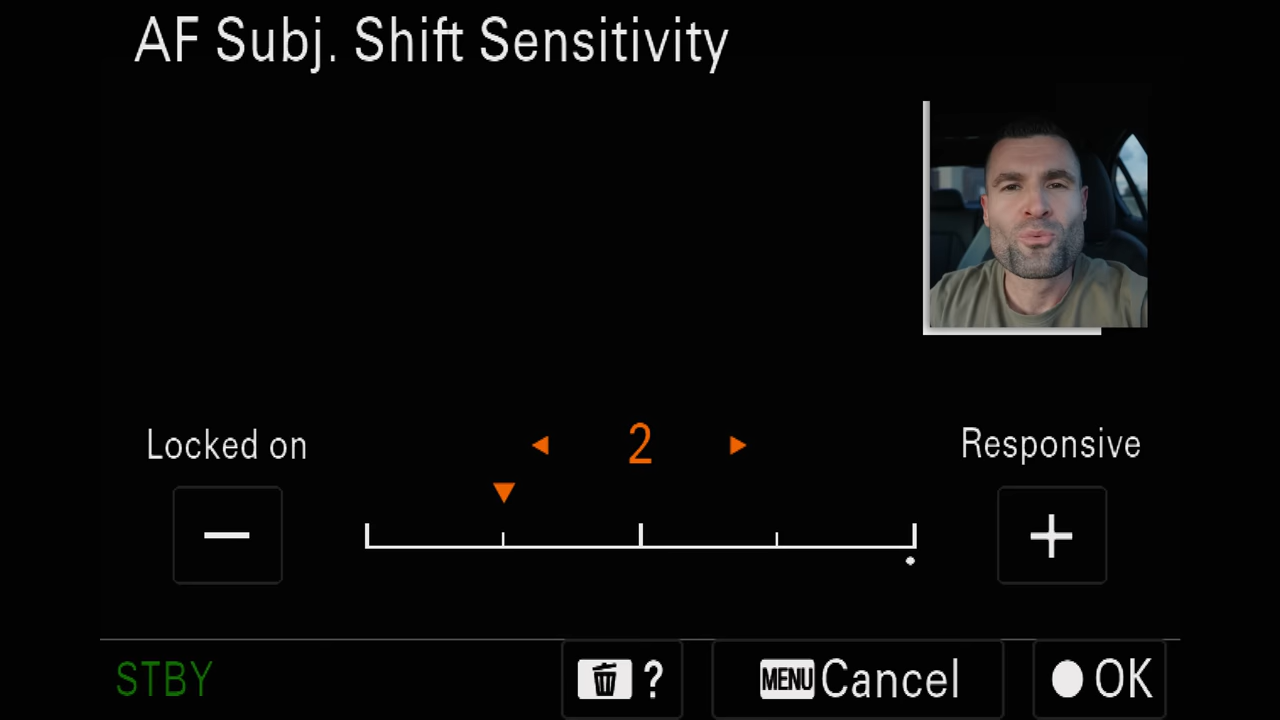 AF Subj. Shift Sensitivity
Locked on
2
Responsive
STBY
?
MENU Cancel
OK